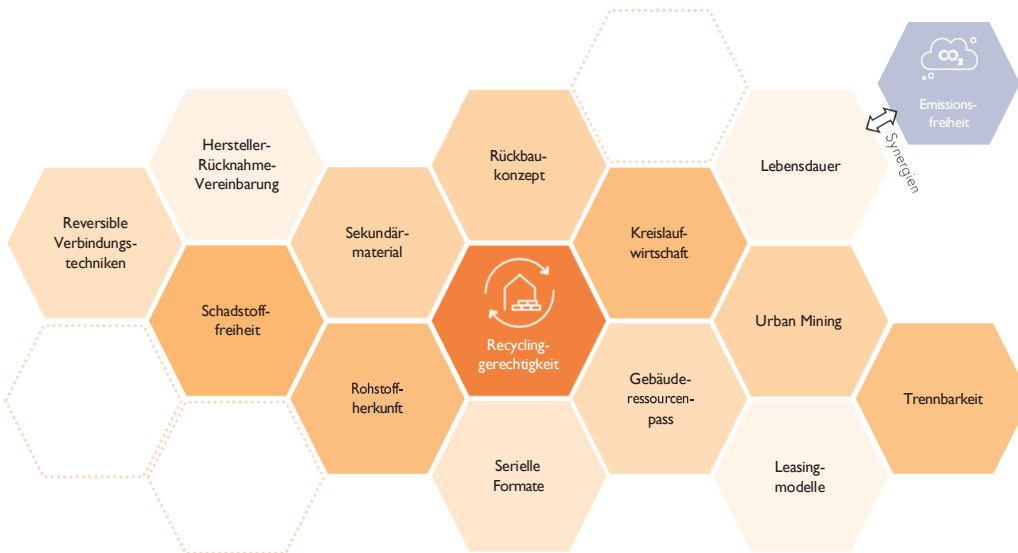 CO2
Emissions-
freiheit
Synergien
Hersteller-
Rücknahme-
Vereinbarung
Rückbau-
konzept
Lebensdauer
Reversible
Verbindungs-
techniken
Sekundär-
material
Kreislauf-
wirtschaft
Schadstoff-
freiheit
Recycling-
gerechtigkeit
Urban Mining
Rohstoff-
herkunft
Gebäude-
ressourcen-
pass
Trennbarkeit
Serielle
Formate
Leasing-
modelle